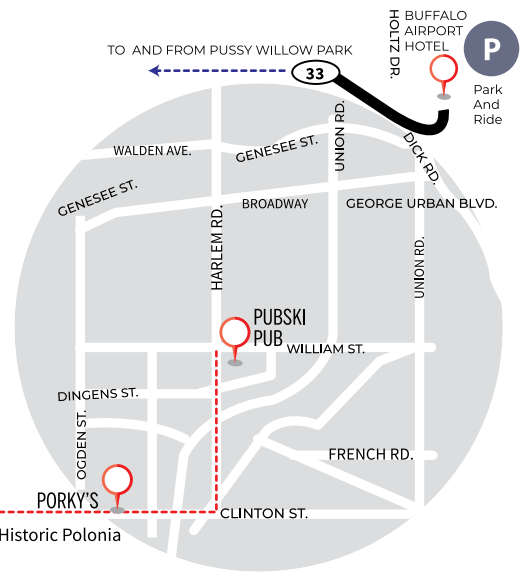 HOLTZ DR.
BUFFALO
AIRPORT
HOTEL
P
Park
And
Ride
TO AND FROM PUSSY WILLOW PARK
33
UNION RD.
DICK RD.
WALDEN AVE.
GENESEE ST.
GENESEE ST.
BROADWAY
GEORGE URBAN BLVD.
HARLEM RD.
UNION RD.
PUBSKI
PUB
WILLIAM ST.
DINGENS ST.
OGDEN ST.
FRENCH RD.
PORKY'S
CLINTON ST.
Historic Polonia